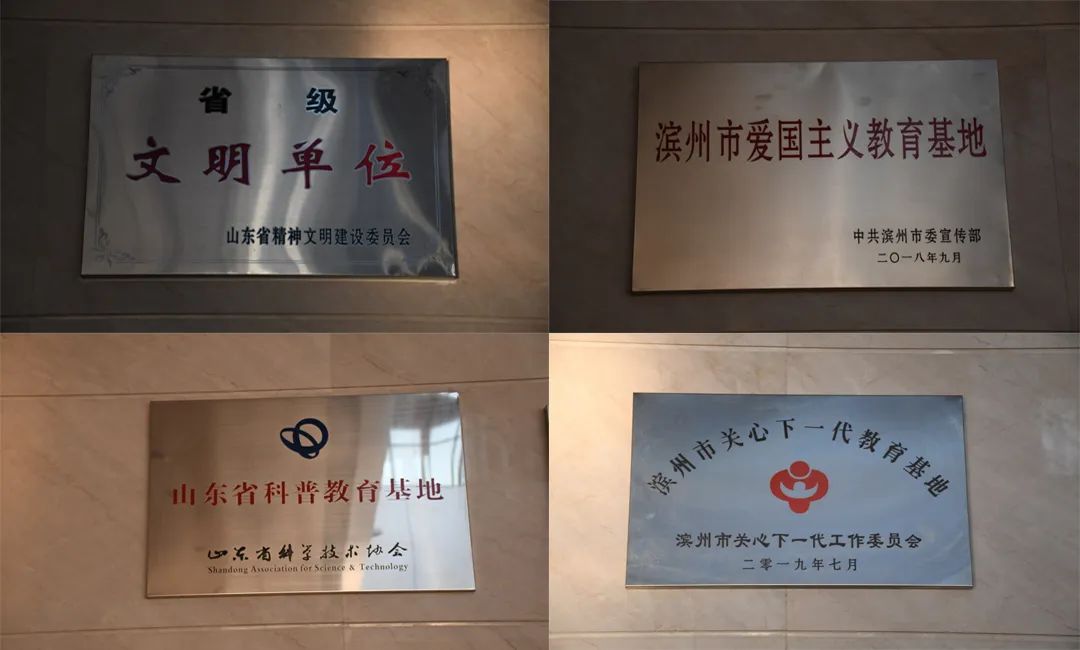 省 级
文明单位
山东省精神文明建设委员会
滨州市爱国主义教育基地
中共滨州市委宣传部
二〇一八年九月
山东省科普教育基地
山东省科学技术协会
Shandong Association for Science & Technology
滨州市关心下一代教育基地
滨州市关心下一代工作委员会
二零一九年七月